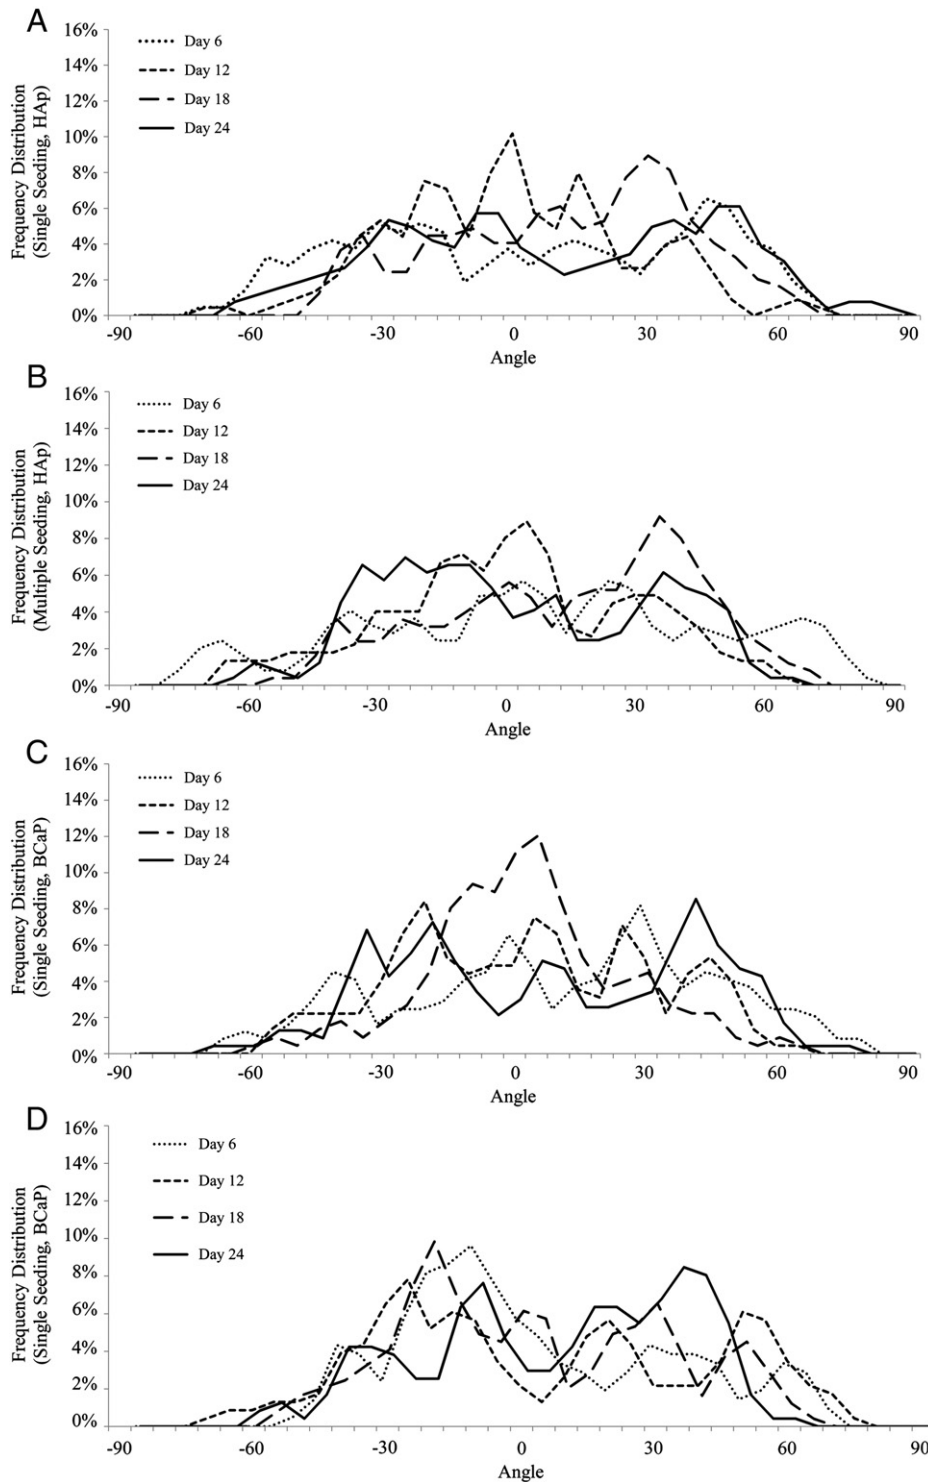 A
16%
14%
12%
10%
8%
6%
4%
2%
0%
Frequency Distribution
(Single Seeding, HAp)
Day 6
Day 12
Day 18
Day 24
-90 -60 -30 0 30 60 90
Angle
B
16%
14%
12%
10%
8%
6%
4%
2%
0%
Frequency Distribution
(Multiple Seeding, HAp)
Day 6
Day 12
Day 18
Day 24
-90 -60 -30 0 30 60 90
Angle
C
16%
14%
12%
10%
8%
6%
4%
2%
0%
Frequency Distribution
(Single Seeding, BCaP)
Day 6
Day 12
Day 18
Day 24
-90 -60 -30 0 30 60 90
Angle
D
16%
14%
12%
10%
8%
6%
4%
2%
0%
Frequency Distribution
(Single Seeding, BCaP)
Day 6
Day 12
Day 18
Day 24
-90 -60 -30 0 30 60 90
Angle